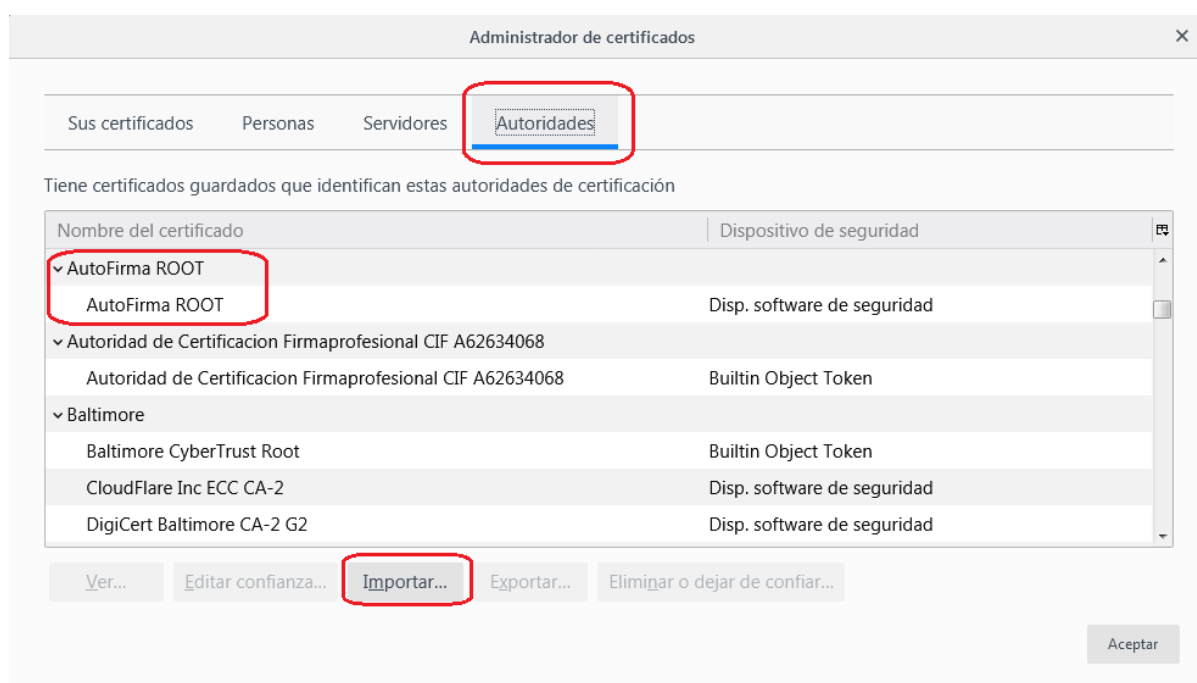 Administrador de certificados
Sus certificados Personas Servidores Autoridades
Tiene certificados guardados que identifican estas autoridades de certificación
Nombre del certificado Dispositivo de seguridad
AutoFirma ROOT
AutoFirma ROOT Disp. software de seguridad
Autoridad de Certificacion Firmaprofesional CIF A62634068
Autoridad de Certificacion Firmaprofesional CIF A62634068 Builtin Object Token
Baltimore
Baltimore CyberTrust Root Builtin Object Token
CloudFlare Inc ECC CA-2 Disp. software de seguridad
DigiCert Baltimore CA-2 G2 Disp. software de seguridad
Ver... Editar confianza... Importar... Exportar... Eliminar o dejar de confiar...
Aceptar